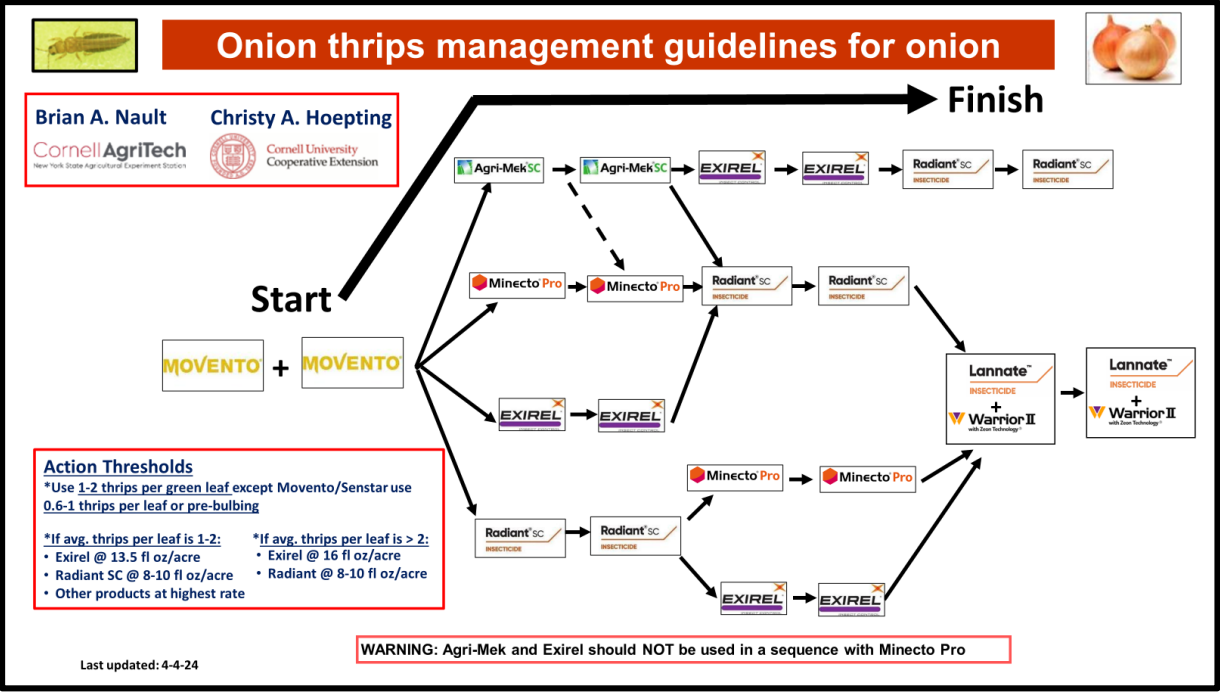 Onion thrips management guidelines for onion
Brian A. Nault
Christy A. Hoepting
CornellAgriTech
New York State Agricultural Experiment Station
Cornell University
Cooperative Extension
Finish
Agri-Mek®SC
Agri-Mek®SC
EXIREL®
EXIREL®
Radiant® SC
INSECTICIDE
Radiant® SC
INSECTICIDE
Start
Minecto® Pro
Minecto® Pro
Radiant® SC
INSECTICIDE
Radiant® SC
INSECTICIDE
MOVENTO®
+
MOVENTO®
Lannate™
INSECTICIDE
+
Warrior II
with Zeon Technology®
Lannate™
INSECTICIDE
+
Warrior II
with Zeon Technology®
EXIREL®
EXIREL®
Action Thresholds
*Use 1-2 thrips per green leaf except Movento/Senstar use
0.6-1 thrips per leaf or pre-bulbing
*If avg. thrips per leaf is 1-2:
• Exirel @ 13.5 fl oz/acre
• Radiant SC @ 8-10 fl oz/acre
• Other products at highest rate
*If avg. thrips per leaf is > 2:
• Exirel @ 16 fl oz/acre
• Radiant @ 8-10 fl oz/acre
Minecto® Pro
Minecto® Pro
Radiant® SC
INSECTICIDE
Radiant® SC
INSECTICIDE
EXIREL®
EXIREL®
WARNING: Agri-Mek and Exirel should NOT be used in a sequence with Minecto Pro
Last updated: 4-4-24